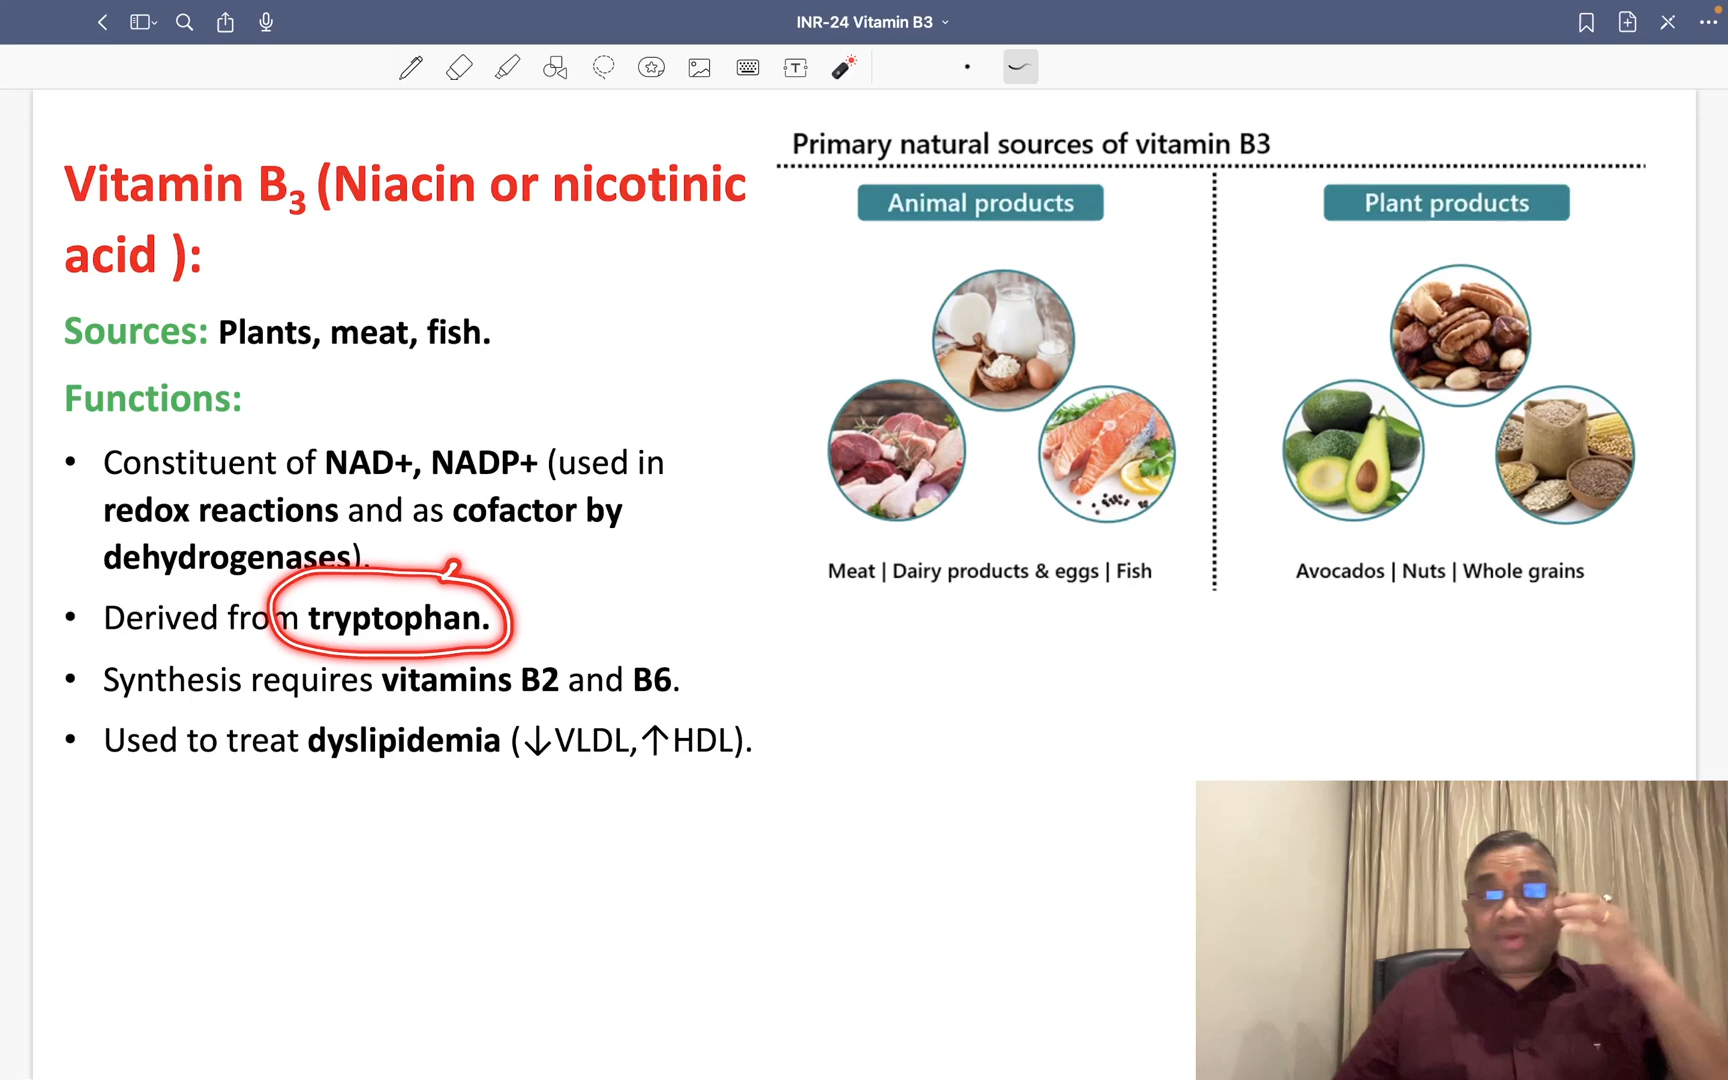 INR-24 Vitamin B3
Vitamin B3 (Niacin or nicotinic
acid ):
Sources: Plants, meat, fish.
Functions:
• Constituent of NAD+, NADP+ (used in
redox reactions and as cofactor by
dehydrogenases).
• Derived from tryptophan.
• Synthesis requires vitamins B2 and B6.
• Used to treat dyslipidemia (↓VLDL,↑HDL).
Primary natural sources of vitamin B3
Animal products
Meat | Dairy products & eggs | Fish
Plant products
Avocados | Nuts | Whole grains